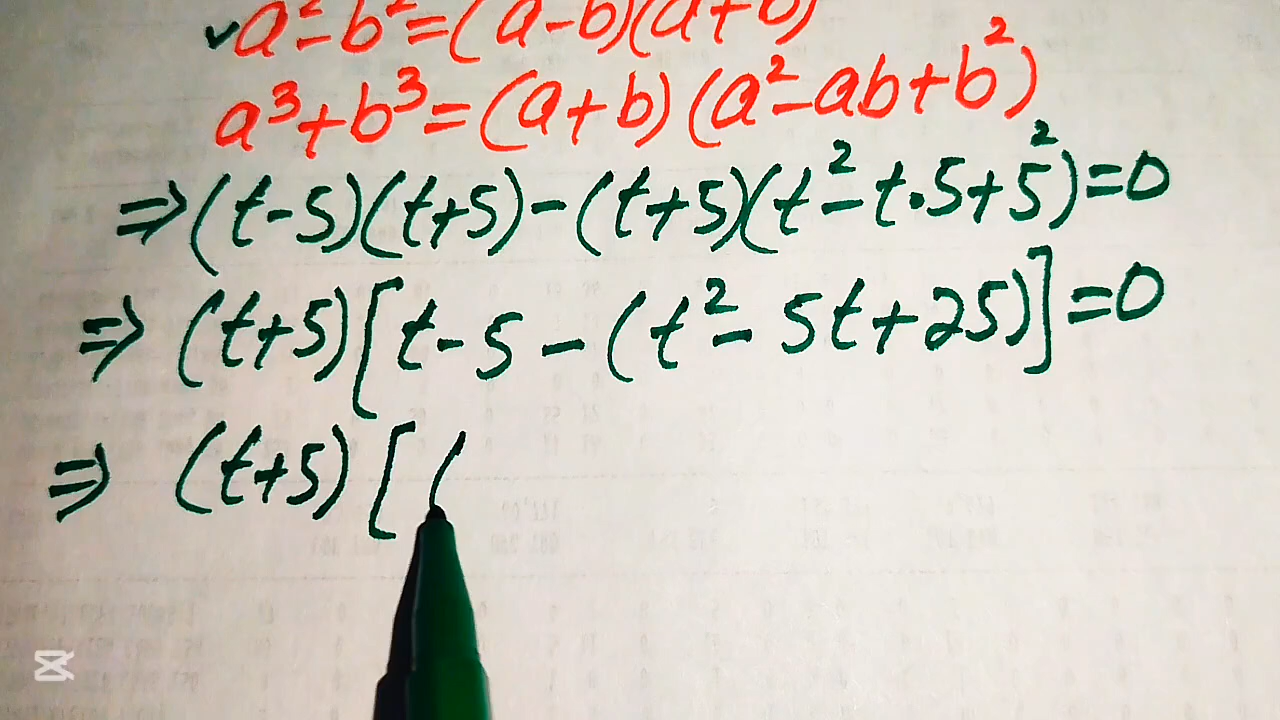 ✓a²-b²=(a-b)(a+b)
a³+b³=(a+b)(a²-ab+b²)
⇒(t-5)(t+5)-(t+5)(t²-t·5+5²)=0
⇒ (t+5)[t-5-(t²-5t+25)]=0
⇒ (t+5)[(